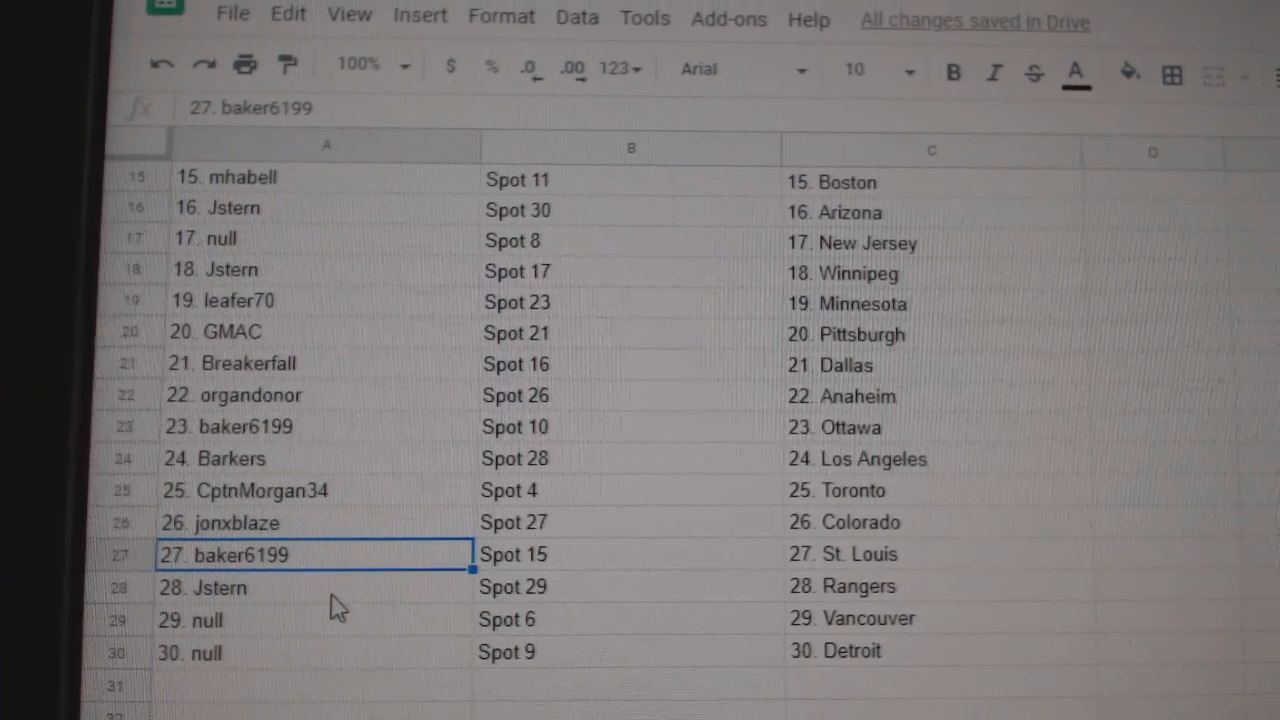 File Edit View Insert Format Data Tools Add-ons Help All changes saved in Drive
100% $ % .0 .00 123 Arial 10 B I S A
fx 27. baker6199
A B C D
15 15. mhabell Spot 11 15. Boston
16 16. Jstern Spot 30 16. Arizona
17 17. null Spot 8 17. New Jersey
18 18. Jstern Spot 17 18. Winnipeg
19 19. leafer70 Spot 23 19. Minnesota
20 20. GMAC Spot 21 20. Pittsburgh
21 21. Breakerfall Spot 16 21. Dallas
22 22. organdonor Spot 26 22. Anaheim
23 23. baker6199 Spot 10 23. Ottawa
24 24. Barkers Spot 28 24. Los Angeles
25 25. CptnMorgan34 Spot 4 25. Toronto
26 26. jonxblaze Spot 27 26. Colorado
27 27. baker6199 Spot 15 27. St. Louis
28 28. Jstern Spot 29 28. Rangers
29 29. null Spot 6 29. Vancouver
30 30. null Spot 9 30. Detroit
31
32